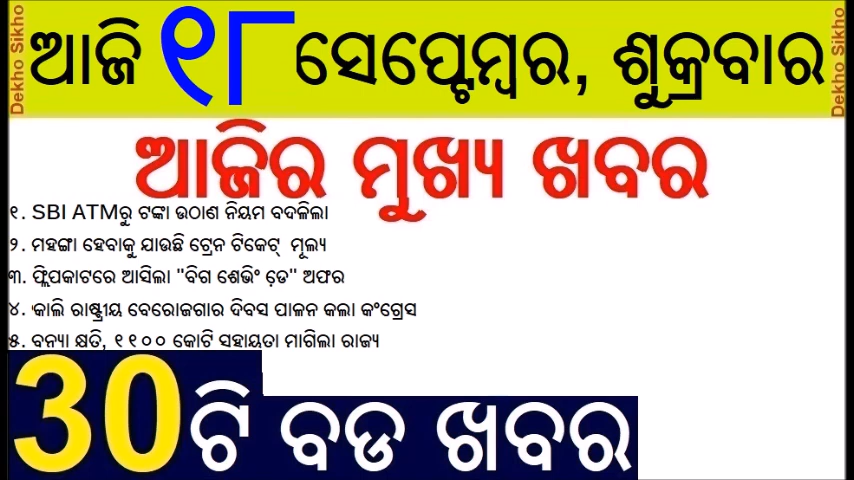 Dekho Sikho
ଆଜି ୧୮ ସେପ୍ଟେମ୍ବର, ଶୁକ୍ରବାର
Dekho Sikho
ଆଜିର ମୁଖ୍ୟ ଖବର
୧. SBI ATMରୁ ଟଙ୍କା ଉଠାଣ ନିୟମ ବଦଳିଲା
୨. ମହଙ୍ଗା ହେବାକୁ ଯାଉଛି ଟ୍ରେନ ଟିକେଟ୍ ମୂଲ୍ୟ
୩. ଫ୍ଲିପକାଟରେ ଆସିଲା "ବିଗ ଶେଭିଂ ଡେ" ଅଫର
୪. କାଲି ରାଷ୍ଟ୍ରୀୟ ବେରୋଜଗାର ଦିବସ ପାଳନ କଲା କଂଗ୍ରେସ
୫. ବନ୍ୟା କ୍ଷତି, ୧୧୦୦ କୋଟି ସହାୟତା ମାଗିଲା ରାଜ୍ୟ
30ଟି ବଡ ଖବର